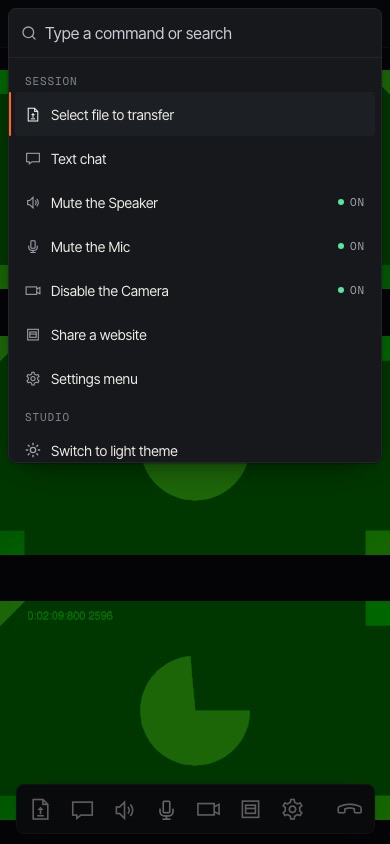 Type a command or search
SESSION
Select file to transfer
Text chat
Mute the Speaker ON
Mute the Mic ON
Disable the Camera ON
Share a website
Settings menu
STUDIO
Switch to light theme
0:02:09:800 2596